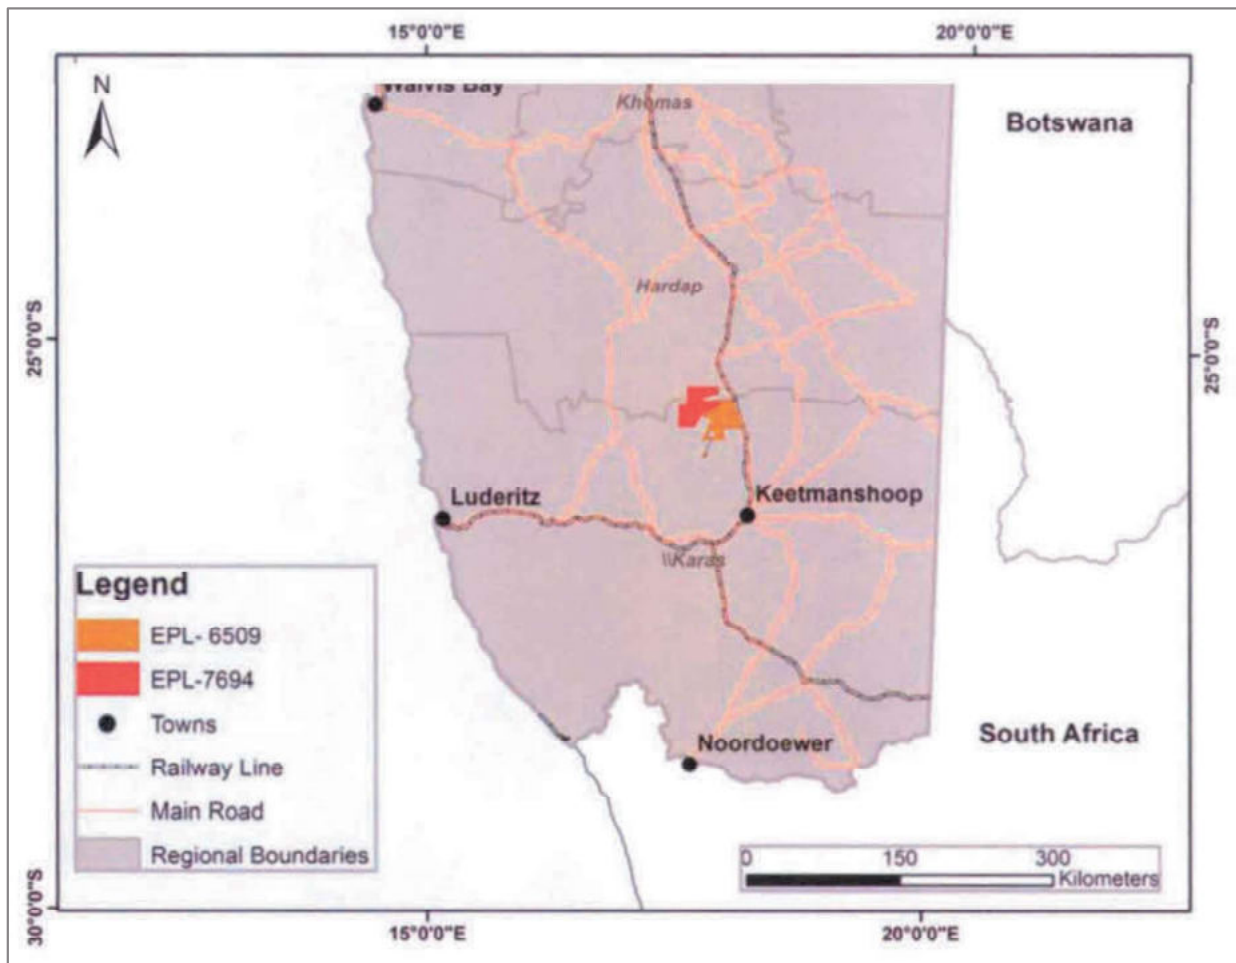 15°0'0"E
20°0'0"E
N
Walvis Bay
Khomas
Botswana
Hardap
25°0'0"S
25°0'0"S
Luderitz
Keetmanshoop
\\Karas
Legend
EPL- 6509
EPL-7694
Towns
Railway Line
Main Road
Regional Boundaries
Noordoewer
South Africa
0
150
300
Kilometers
30°0'0"S
15°0'0"E
20°0'0"E